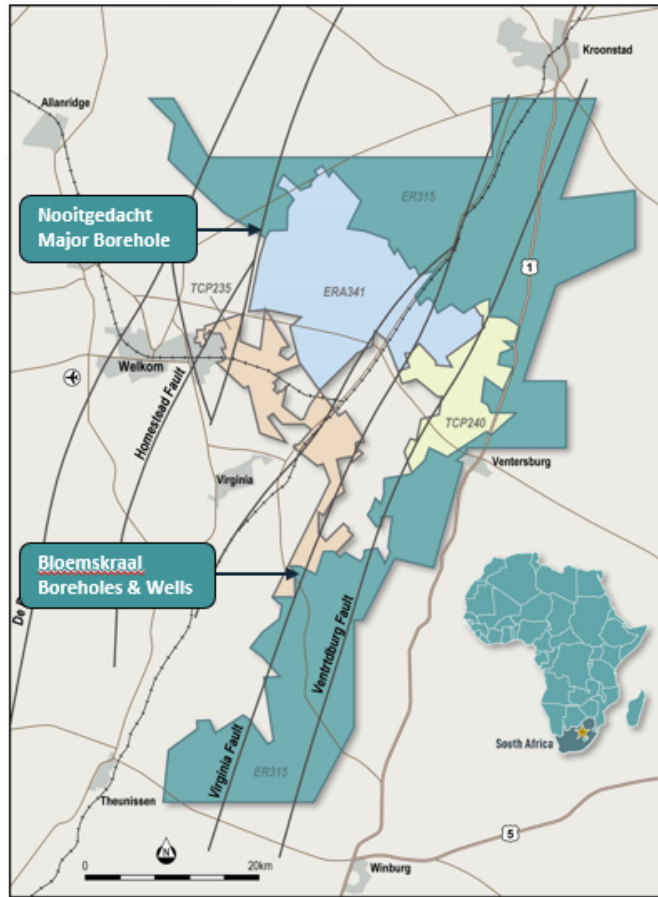 Kroonstad
Allanridge
ER315
Nooitgedacht
Major Borehole
1
TCP235
ERA341
Welkom
Homestead Fault
TCP240
Ventersburg
Virginia
Bloemskraal
Boreholes & Wells
De
Ventrtdburg Fault
South Africa
Virginia Fault
ER315
Theunissen
5
N
0
20km
Winburg